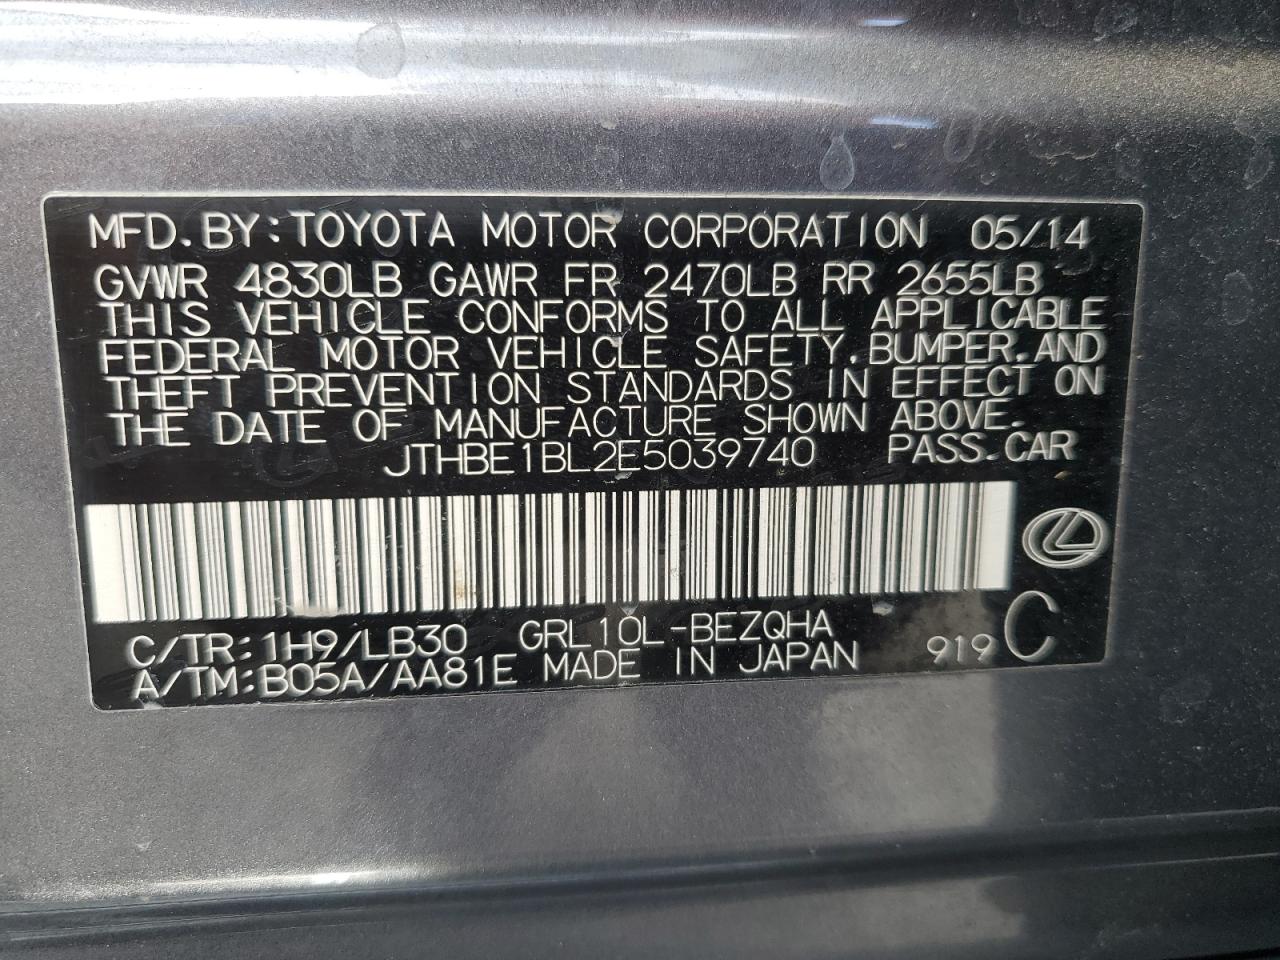 MFD.BY:TOYOTA MOTOR CORPORATION 05/14
GVWR 4830LB GAWR FR 2470LB RR 2655LB
THIS VEHICLE CONFORMS TO ALL APPLICABLE
FEDERAL MOTOR VEHICLE SAFETY,BUMPER,AND
THEFT PREVENTION STANDARDS IN EFFECT ON
THE DATE OF MANUFACTURE SHOWN ABOVE.
JTHBE1BL2E5039740 PASS.CAR
C/TR:1H9/LB30 GRL10L-BEZQHA
A/TM:B05A/AA81E MADE IN JAPAN 919 C